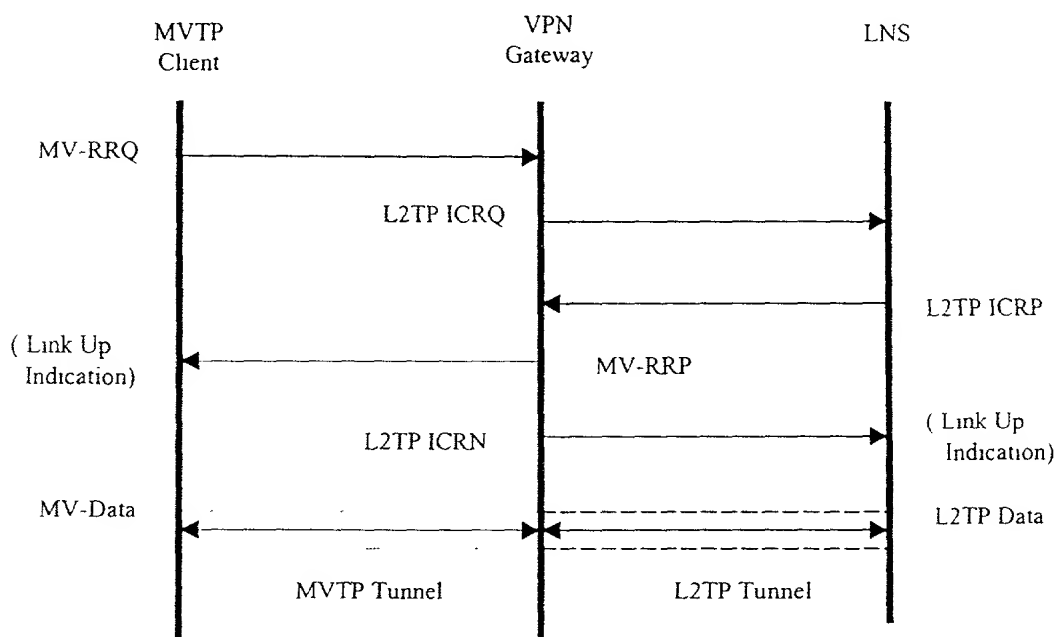 MVTP
Client
VPN
Gateway
LNS
MV-RRQ
L2TP ICRQ
L2TP ICRP
( Link Up
Indication)
MV-RRP
L2TP ICRN
( Link Up
Indication)
MV-Data
L2TP Data
MVTP Tunnel
L2TP Tunnel